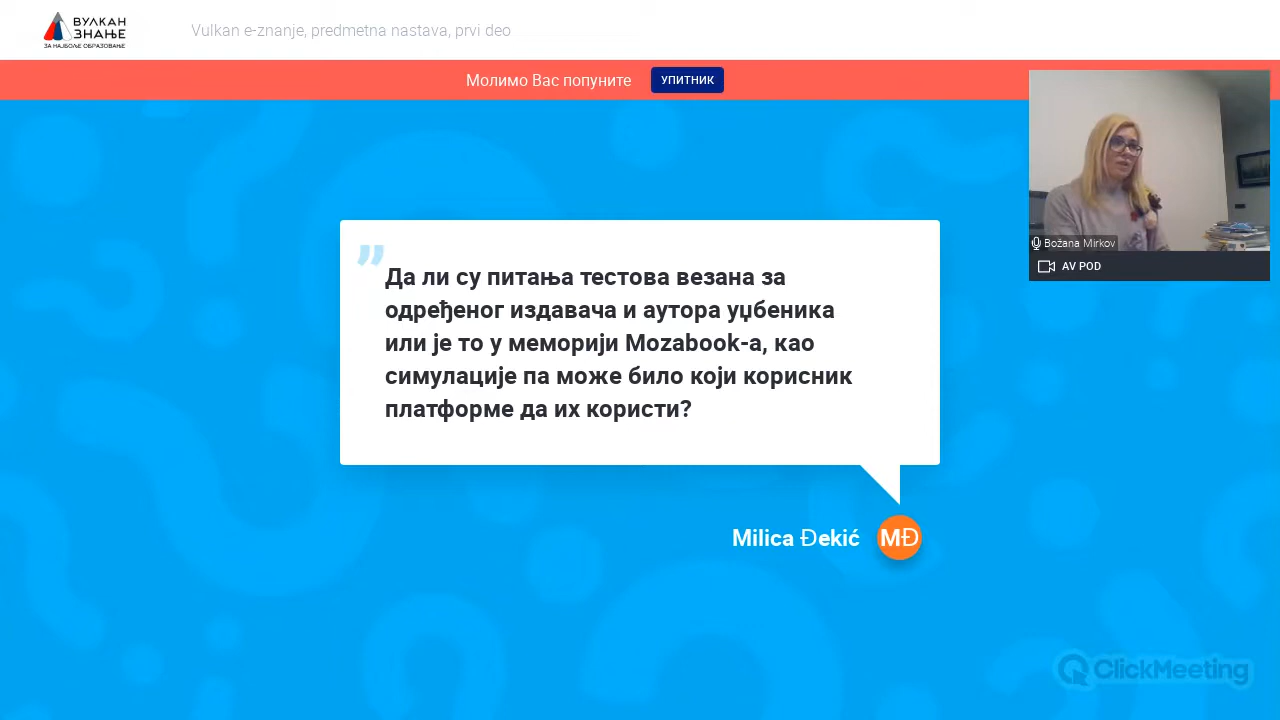 ВУЛКАН
ЗНАЊЕ
ЗА НАЈБОЉЕ ОБРАЗОВАЊЕ
Vulkan e-znanje, predmetna nastava, prvi deo
Молимо Вас попуните
УПИТНИК
Božana Mirkov
AV POD
Да ли су питања тестова везана за
одређеног издавача и аутора уџбеника
или је то у меморији Mozabook-а, као
симулације па може било који корисник
платформе да их користи?
Milica Đekić
MĐ
ClickMeeting